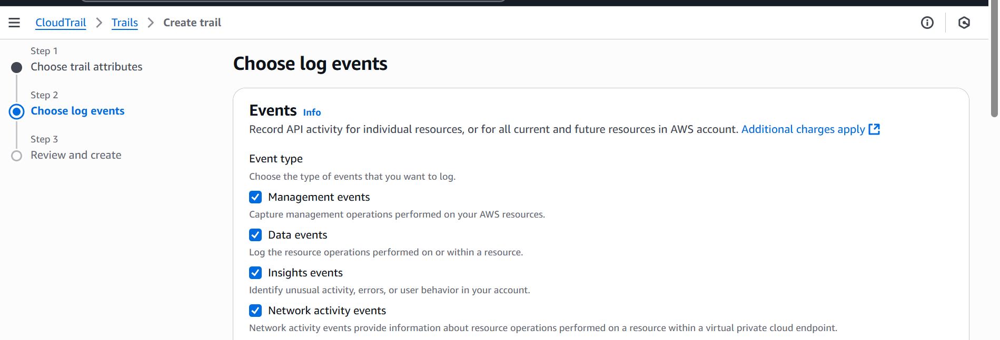 CloudTrail > Trails > Create trail
Step 1
Choose trail attributes
Step 2
Choose log events
Step 3
Review and create
Choose log events
Events Info
Record API activity for individual resources, or for all current and future resources in AWS account. Additional charges apply
Event type
Choose the type of events that you want to log.
Management events
Capture management operations performed on your AWS resources.
Data events
Log the resource operations performed on or within a resource.
Insights events
Identify unusual activity, errors, or user behavior in your account.
Network activity events
Network activity events provide information about resource operations performed on a resource within a virtual private cloud endpoint.